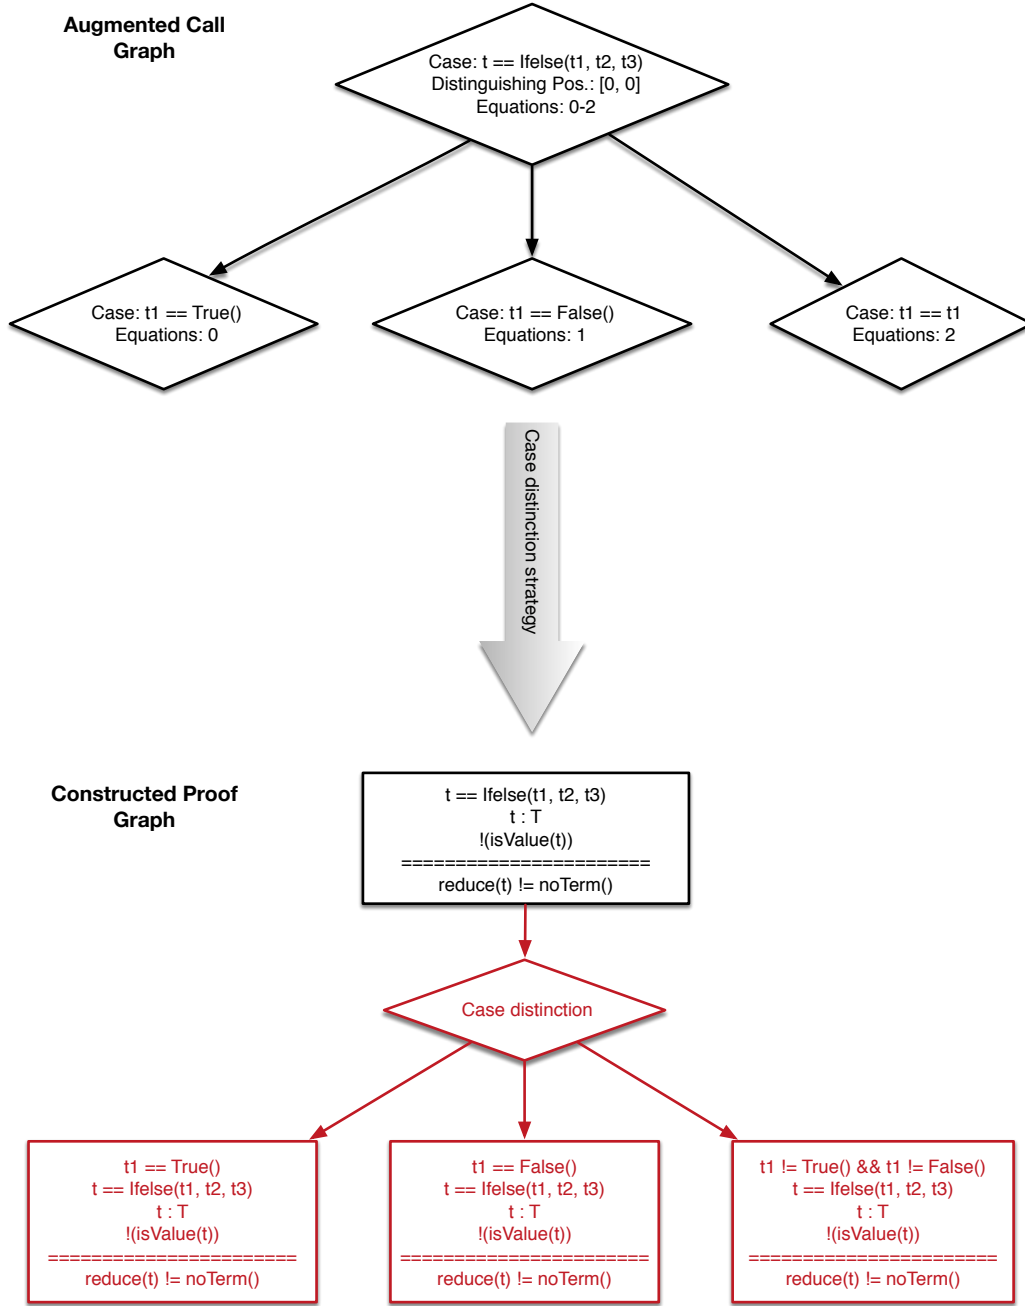 Augmented Call
Graph
Case: t == Ifelse(t1, t2, t3)
Distinguishing Pos.: [0, 0]
Equations: 0-2
Case: t1 == True()
Equations: 0
Case: t1 == False()
Equations: 1
Case: t1 == t1
Equations: 2
Case distinction strategy
Constructed Proof
Graph
t == Ifelse(t1, t2, t3)
t : T
!(isValue(t))
=======================
reduce(t) != noTerm()
Case distinction
t1 == True()
t == Ifelse(t1, t2, t3)
t : T
!(isValue(t))
=======================
reduce(t) != noTerm()
t1 == False()
t == Ifelse(t1, t2, t3)
t : T
!(isValue(t))
=======================
reduce(t) != noTerm()
t1 != True() && t1 != False()
t == Ifelse(t1, t2, t3)
t : T
!(isValue(t))
=======================
reduce(t) != noTerm()